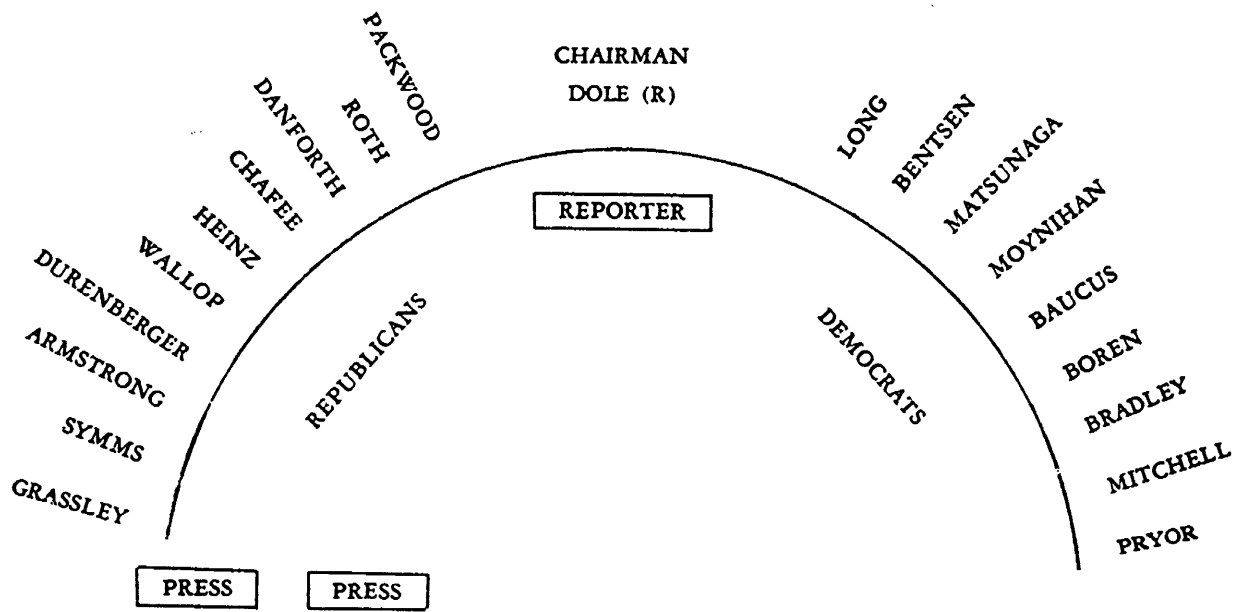 CHAIRMAN
DOLE (R)
PACKWOOD
ROTH
DANFORTH
CHAFEE
HEINZ
WALLOP
DURENBERGER
ARMSTRONG
SYMMS
GRASSLEY
LONG
BENTSEN
MATSUNAGA
MOYNIHAN
BAUCUS
BOREN
BRADLEY
MITCHELL
PRYOR
REPORTER
REPUBLICANS
DEMOCRATS
PRESS
PRESS